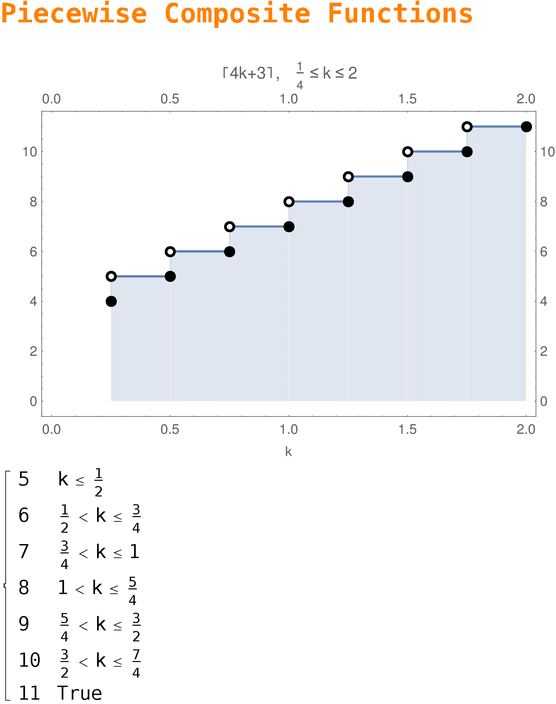 Piecewise Composite Functions
⌈4k+3⌉, 1/4 ≤ k ≤ 2
0.0 0.5 1.0 1.5 2.0
10 10
8 8
6 6
4 4
2 2
0 0
0.0 0.5 1.0 1.5 2.0
k
5 k ≤ 1/2
6 1/2 < k ≤ 3/4
7 3/4 < k ≤ 1
8 1 < k ≤ 5/4
9 5/4 < k ≤ 3/2
10 3/2 < k ≤ 7/4
11 True